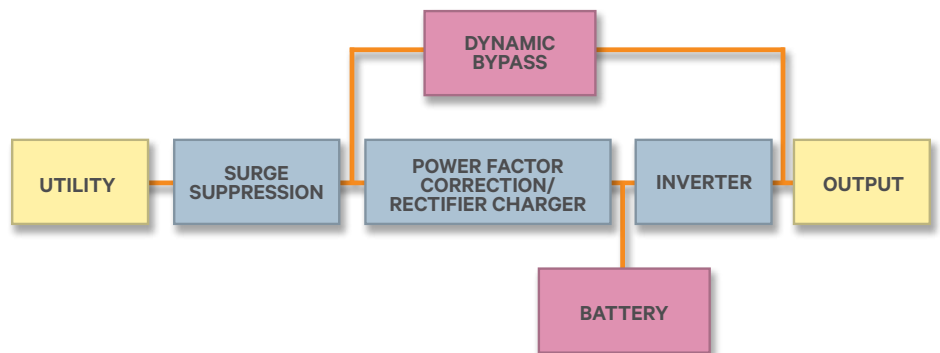 DYNAMIC
BYPASS
UTILITY
SURGE
SUPPRESSION
POWER FACTOR
CORRECTION/
RECTIFIER CHARGER
INVERTER
OUTPUT
BATTERY